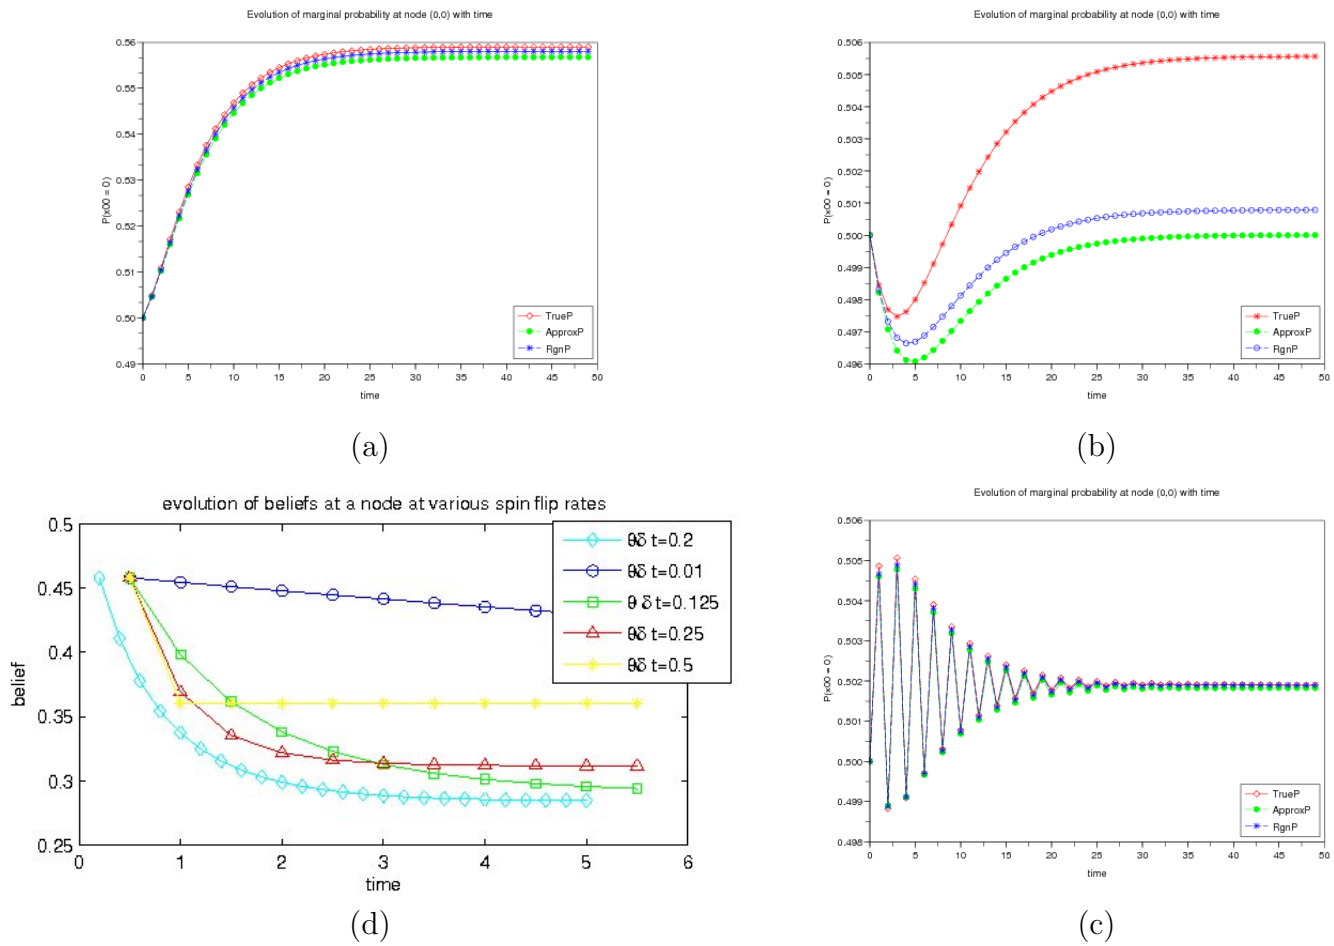 Evolution of marginal probability at node (0,0) with time
0.56
0.55
0.54
0.53
0.52
0.51
0.50
0.49
P(x00 = 0)
TrueP
ApproxP
RgnP
0 5 10 15 20 25 30 35 40 45 50
time
(a)
Evolution of marginal probability at node (0,0) with time
0.506
0.505
0.504
0.503
0.502
0.501
0.500
0.499
0.498
0.497
0.496
P(x00 = 0)
TrueP
ApproxP
RgnP
0 5 10 15 20 25 30 35 40 45 50
time
(b)
evolution of beliefs at a node at various spin flip rates
0.5
0.45
0.4
0.35
0.3
0.25
belief
θδ t=0.2
θδ t=0.01
θ δ t=0.125
θδ t=0.25
θδ t=0.5
0 1 2 3 4 5 6
time
(d)
Evolution of marginal probability at node (0,0) with time
0.506
0.505
0.504
0.503
0.502
0.501
0.500
0.499
0.498
P(x00 = 0)
TrueP
ApproxP
RgnP
0 5 10 15 20 25 30 35 40 45 50
time
(c)